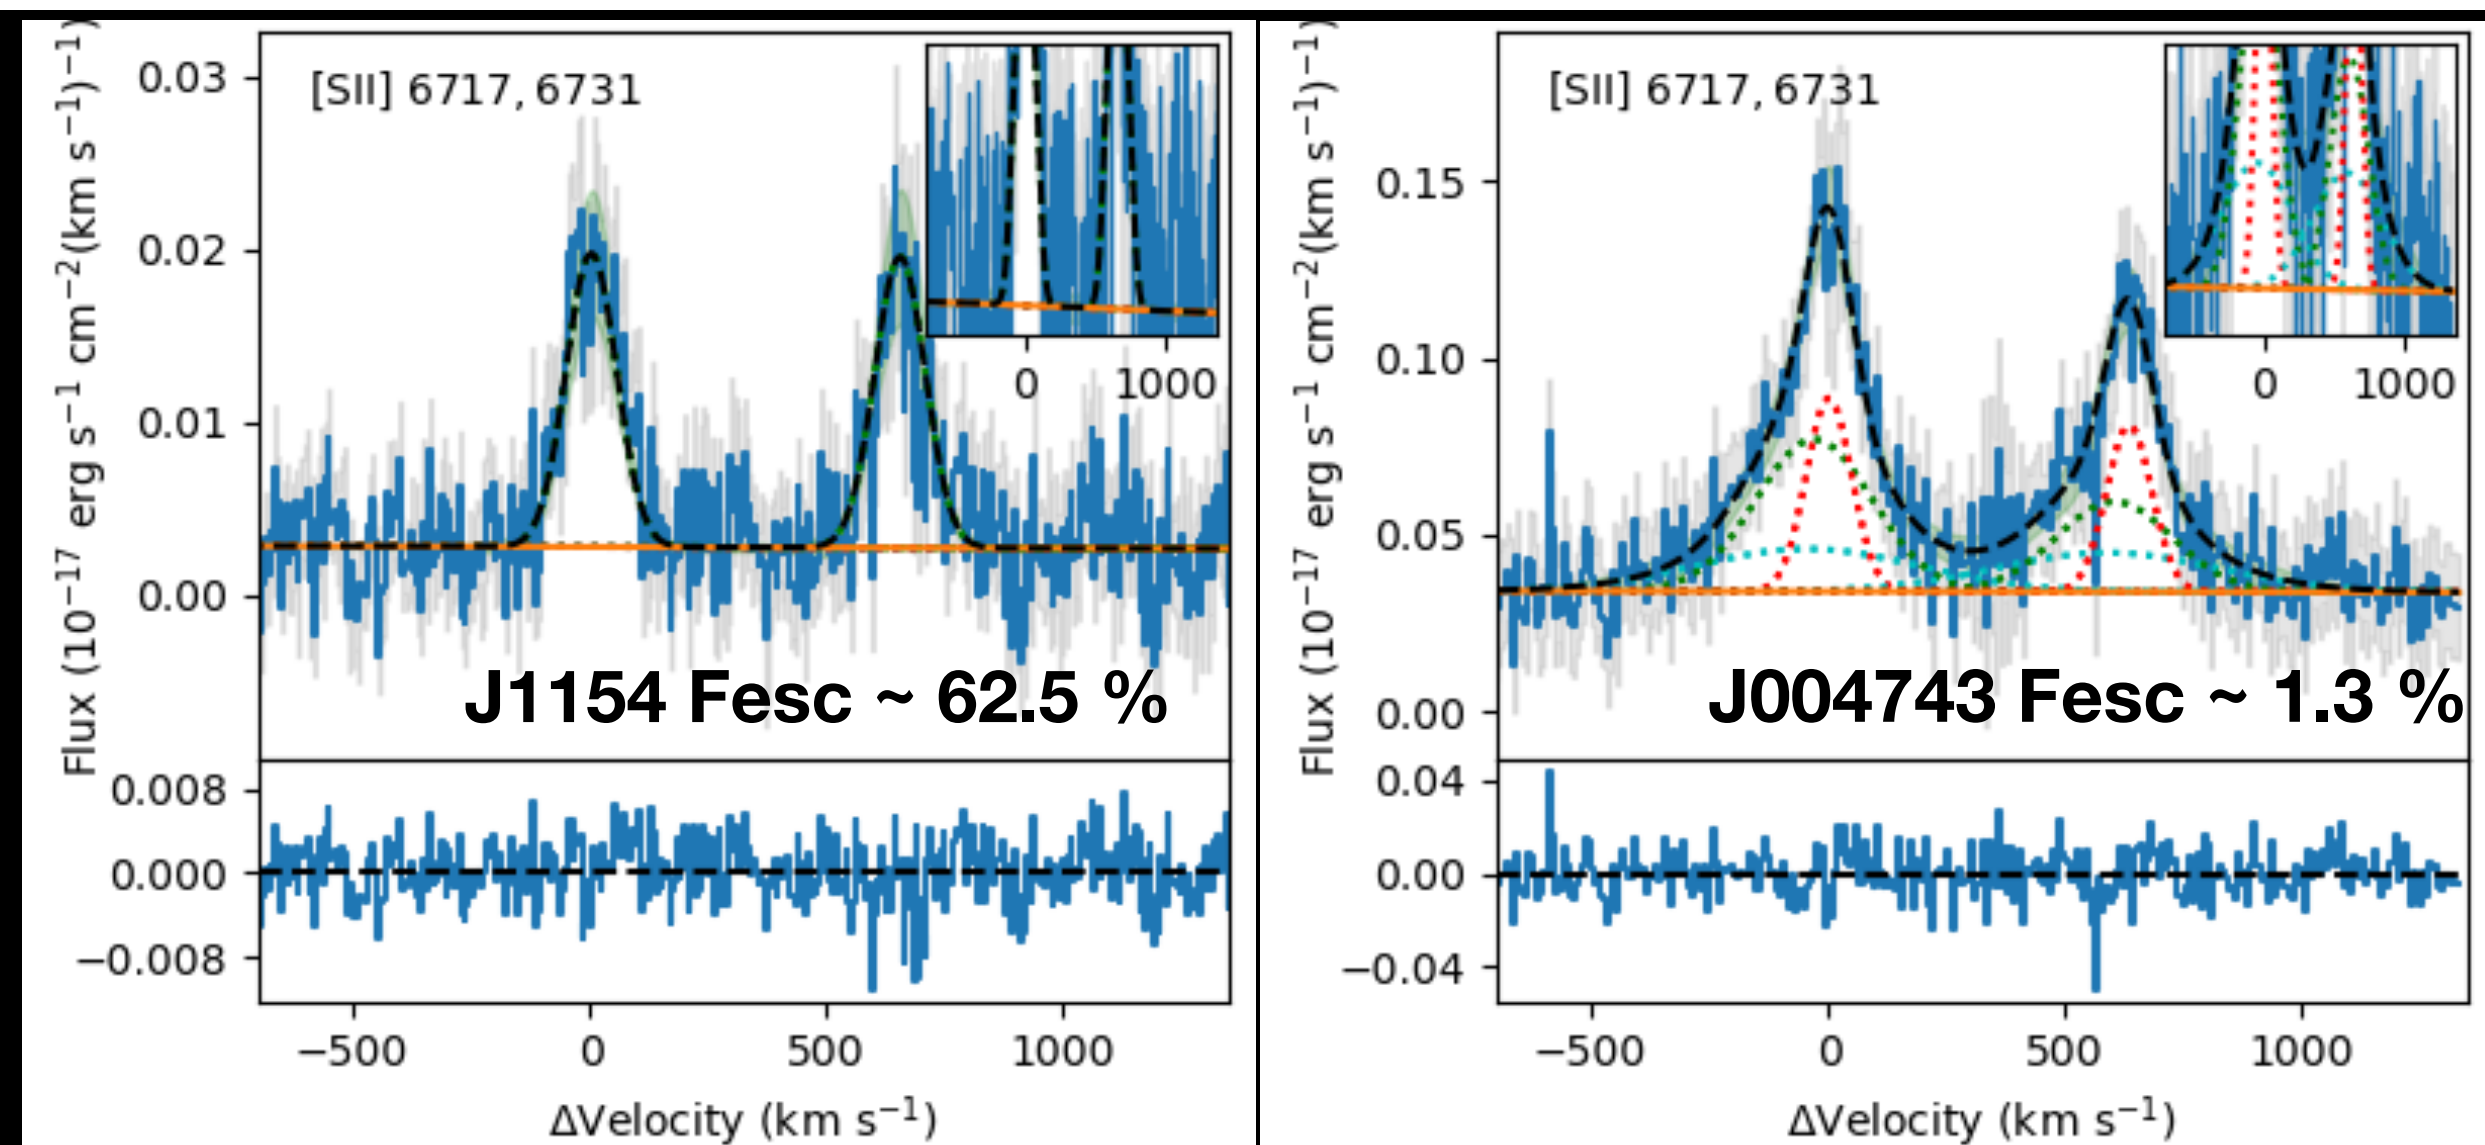 Flux (10⁻¹⁷ erg s⁻¹ cm⁻²(km s⁻¹)⁻¹)
[SII] 6717, 6731
0.03
0.02
0.01
0.00
0 1000
J1154 Fesc ~ 62.5 %
0.008
0.000
−0.008
−500 0 500 1000
ΔVelocity (km s⁻¹)
Flux (10⁻¹⁷ erg s⁻¹ cm⁻²(km s⁻¹)⁻¹)
[SII] 6717, 6731
0.15
0.10
0.05
0.00
0 1000
J004743 Fesc ~ 1.3 %
0.04
0.00
−0.04
−500 0 500 1000
ΔVelocity (km s⁻¹)